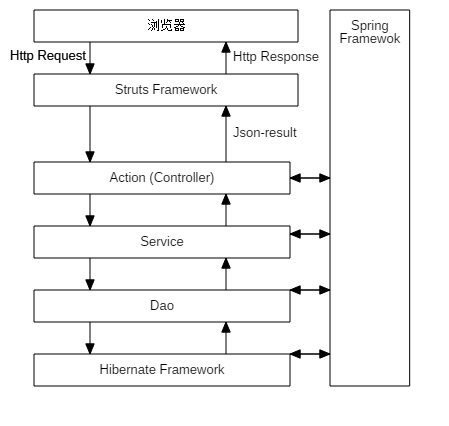 浏览器
Spring
Framewok
Http Request
Http Response
Struts Framework
Json-result
Action (Controller)
Service
Dao
Hibernate Framework